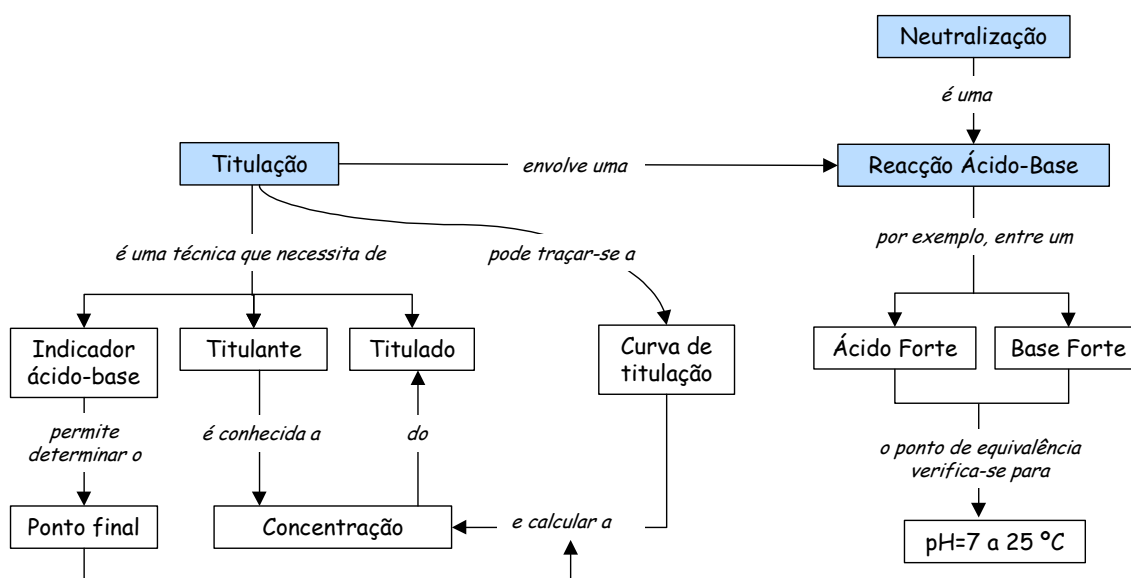 Neutralização
é uma
Titulação
envolve uma
Reacção Ácido-Base
é uma técnica que necessita de
pode traçar-se a
por exemplo, entre um
Indicador
ácido-base
Titulante
Titulado
Curva de
titulação
Ácido Forte
Base Forte
permite
determinar o
é conhecida a
do
o ponto de equivalência
verifica-se para
Ponto final
Concentração
e calcular a
pH=7 a 25 ºC